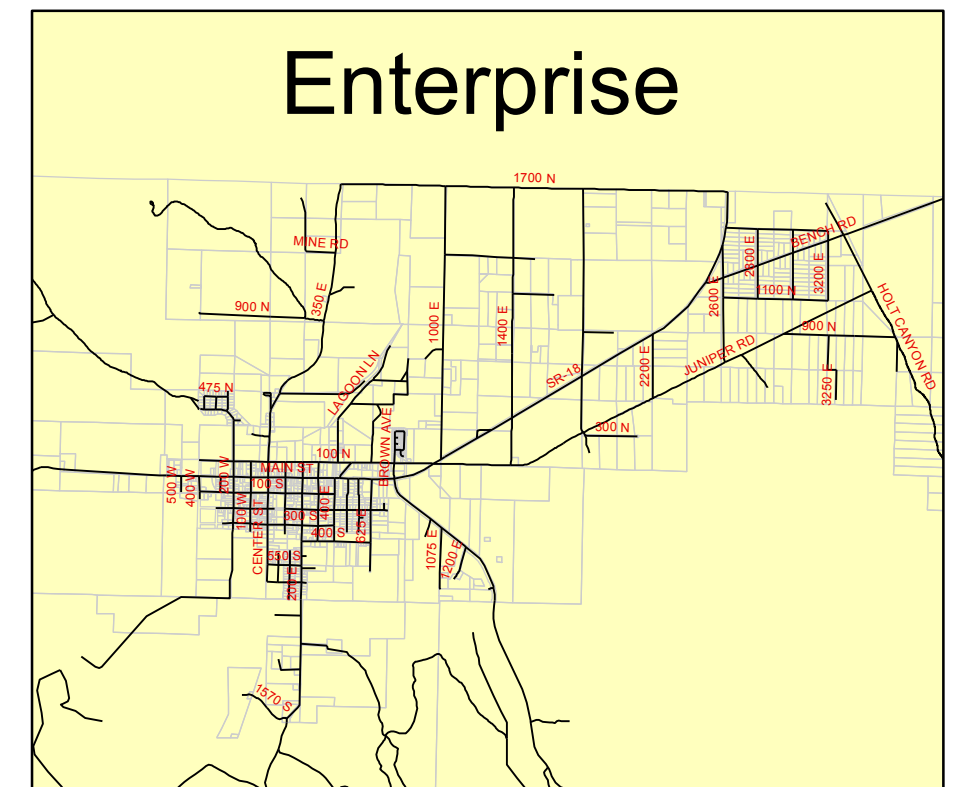 Enterprise
1700 N
BENCH RD
MINE RD
2800 E
3200 E
350 E
1100 N
2600 E
HOLT CANYON RD
900 N
1000 E
1400 E
900 N
JUNIPER RD
2200 E
LAGOON LN
SR-18
3250 E
475 N
300 N
BROWN AVE
100 N
MAIN ST
200 W
500 W
400 W
100 S
400 E
100 W
300 S
625 E
400 S
CENTER ST
1075 E
1200 E
550 S
200 E
1570 S